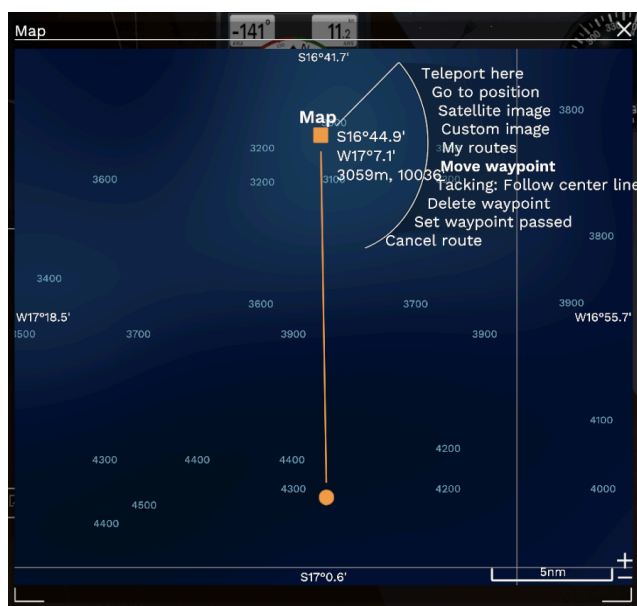 Map
-141°
11.2
S16°41.7'
Teleport here
Go to position
Satellite image
3800
Custom image
Map
S16°44.9'
My routes
3200
W17°7.1'
Move waypoint
3600
3200
3100
3059m, 10036
Tacking: Follow center line
Delete waypoint
Set waypoint passed
3800
Cancel route
3400
3600
3700
3900
W17°18.5'
W16°55.7'
3500
3700
3900
3900
4100
4300
4400
4400
4200
4300
4200
4000
4500
4400
S17°0.6'
5nm